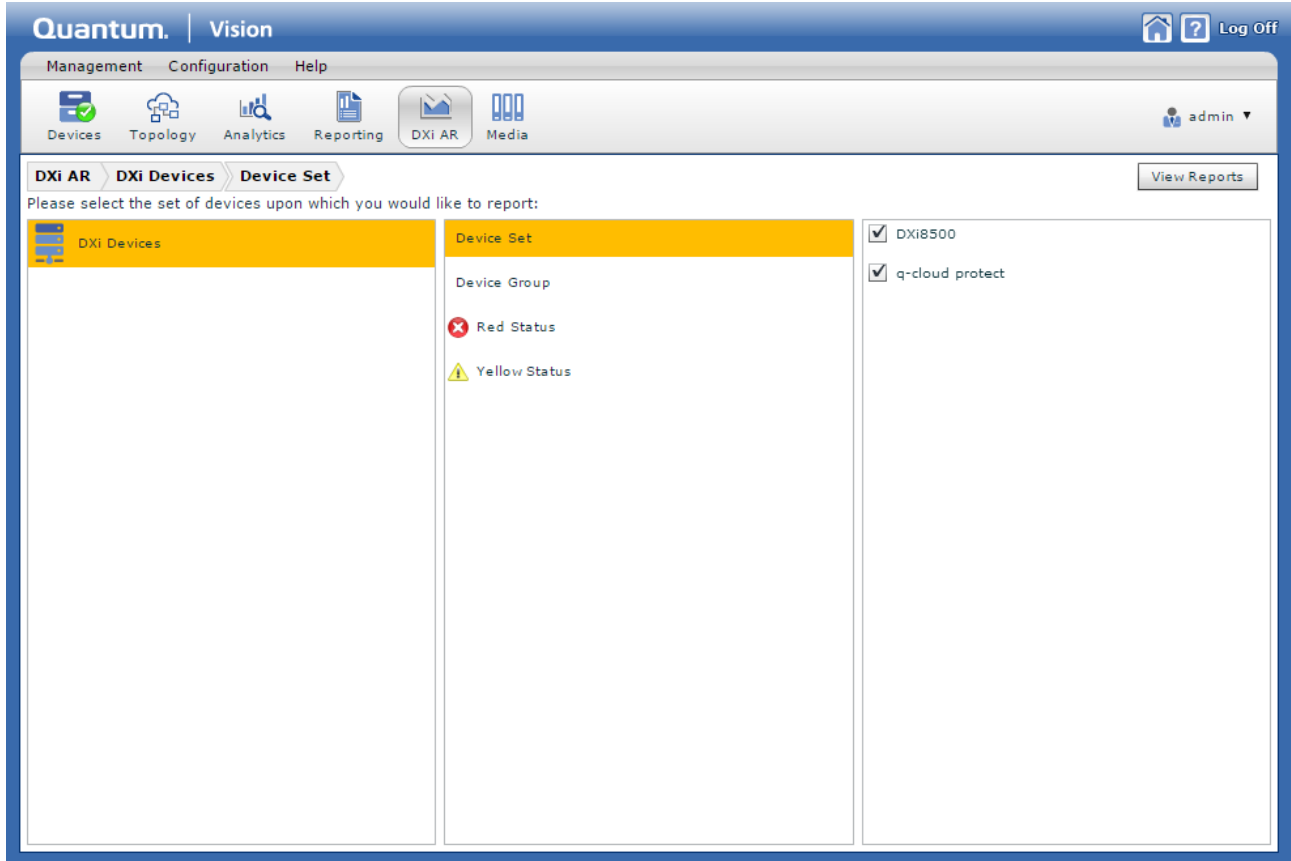 Quantum. Vision Log Off
Management Configuration Help
Devices Topology Analytics Reporting DXi AR Media admin
DXi AR DXi Devices Device Set View Reports
Please select the set of devices upon which you would like to report:
DXi Devices
Device Set
Device Group
Red Status
Yellow Status
DXi8500
q-cloud protect